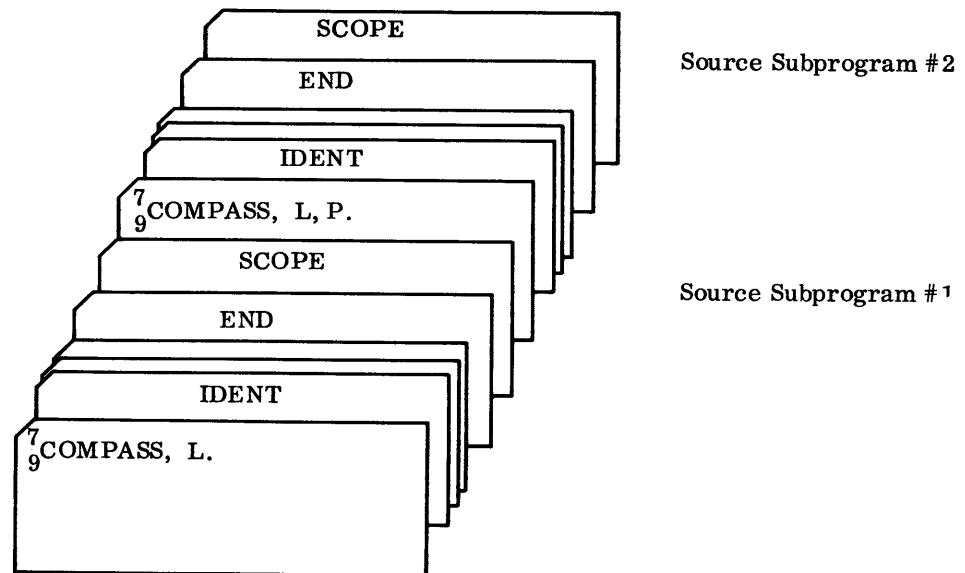 SCOPE
Source Subprogram #2
END
IDENT
7
9COMPASS, L, P.
SCOPE
Source Subprogram #1
END
IDENT
7
9COMPASS, L.